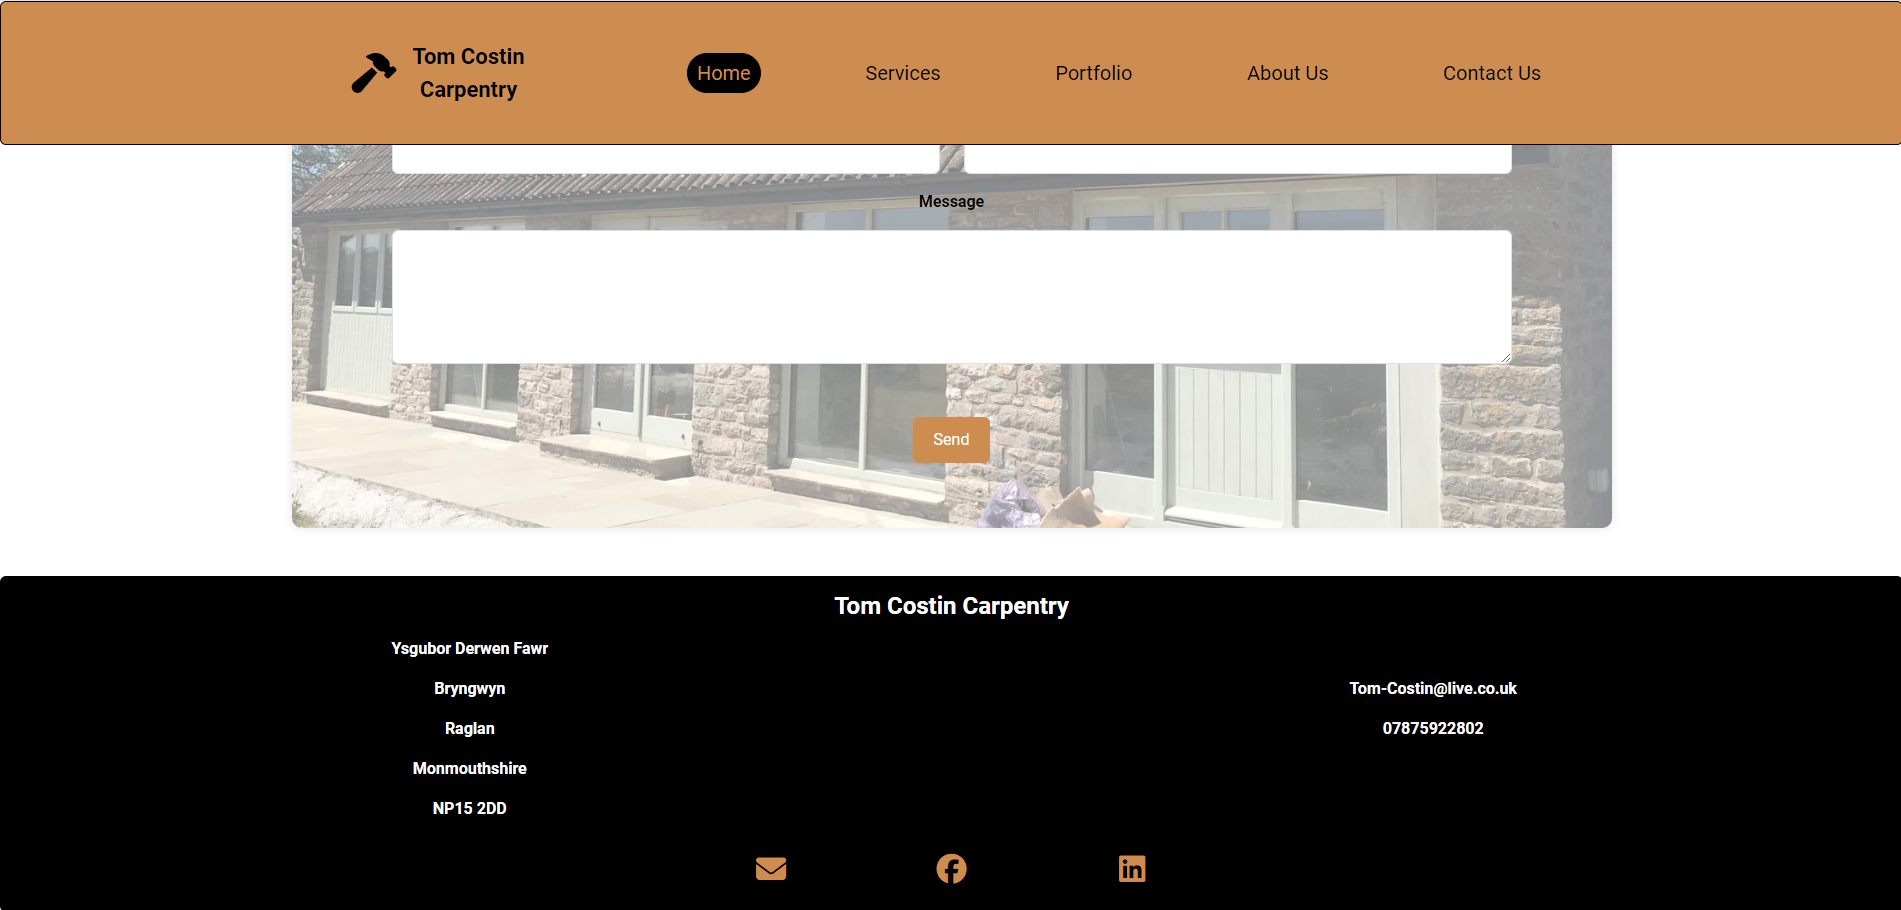 Tom Costin
Carpentry
Home
Services
Portfolio
About Us
Contact Us
Message
Send
Tom Costin Carpentry
Ysgubor Derwen Fawr
Bryngwyn
Raglan
Monmouthshire
NP15 2DD
Tom-Costin@live.co.uk
07875922802